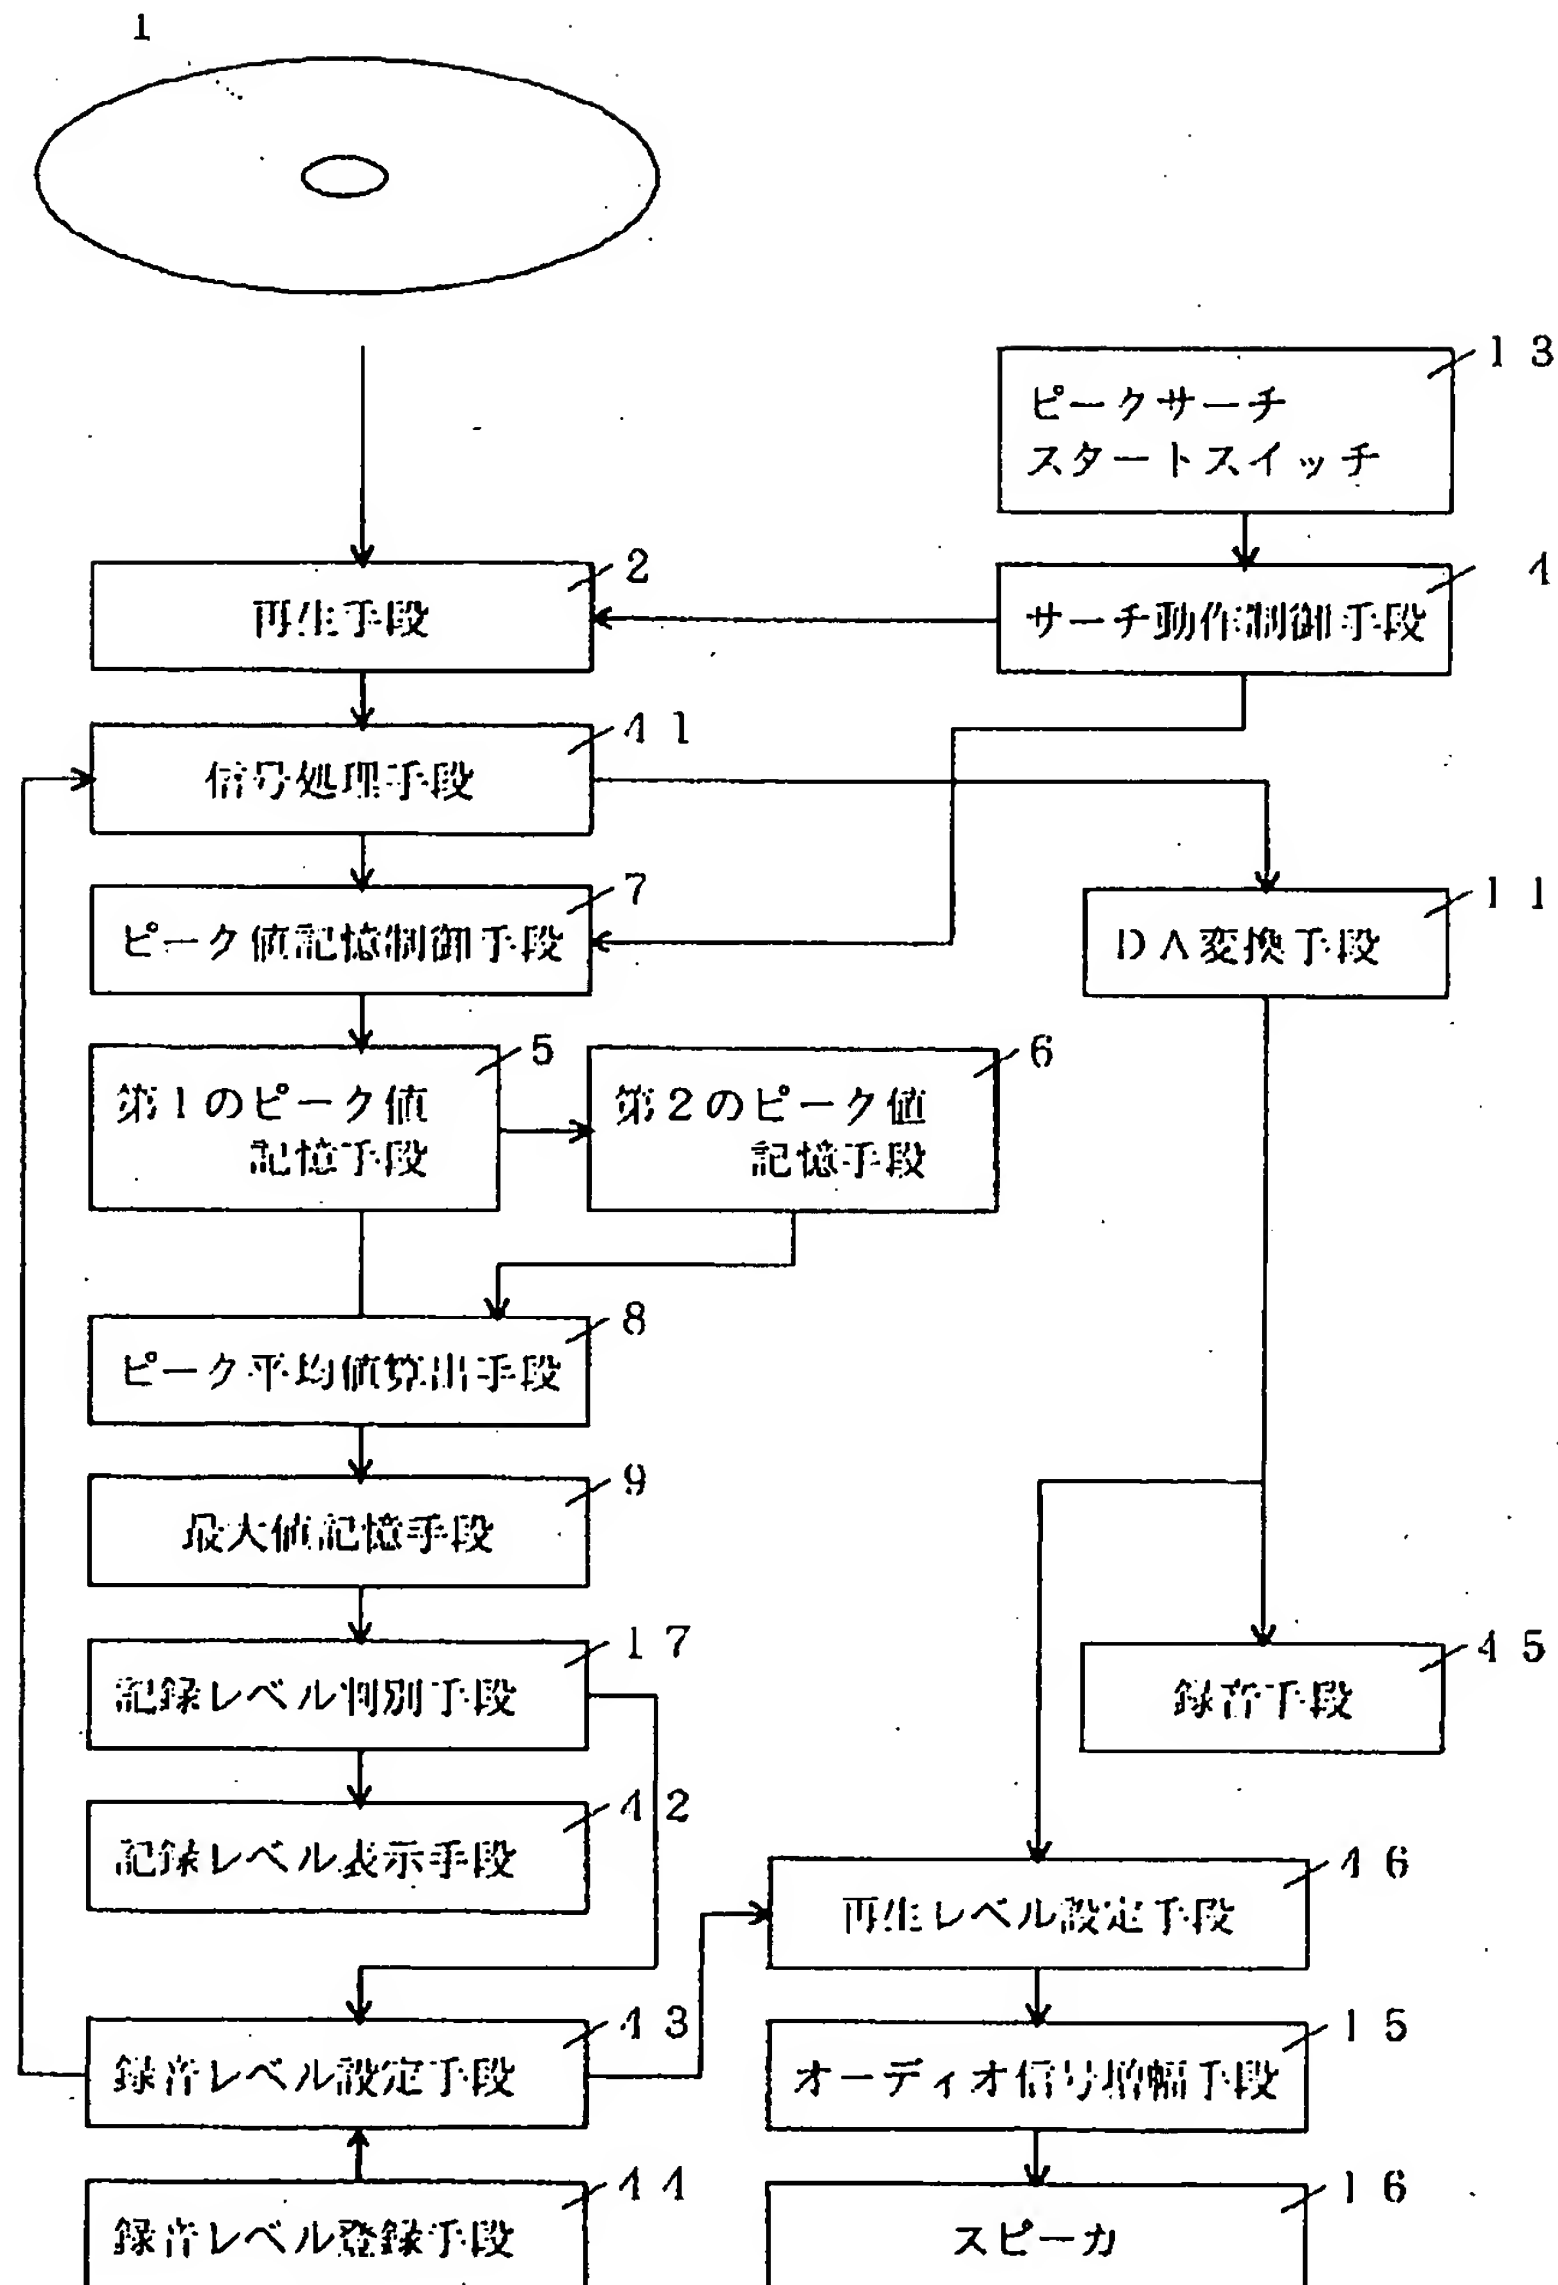 1
13
ピークサーチ
スタートスイッチ
2
再生手段
4
サーチ動作制御手段
41
信号処理手段
7
ピーク値記憶制御手段
11
DA変換手段
5
第1のピーク値
記憶手段
6
第2のピーク値
記憶手段
8
ピーク平均値算出手段
9
最大値記憶手段
17
記録レベル判別手段
45
録音手段
42
記録レベル表示手段
46
再生レベル設定手段
43
録音レベル設定手段
15
オーディオ信号増幅手段
44
録音レベル登録手段
16
スピーカ